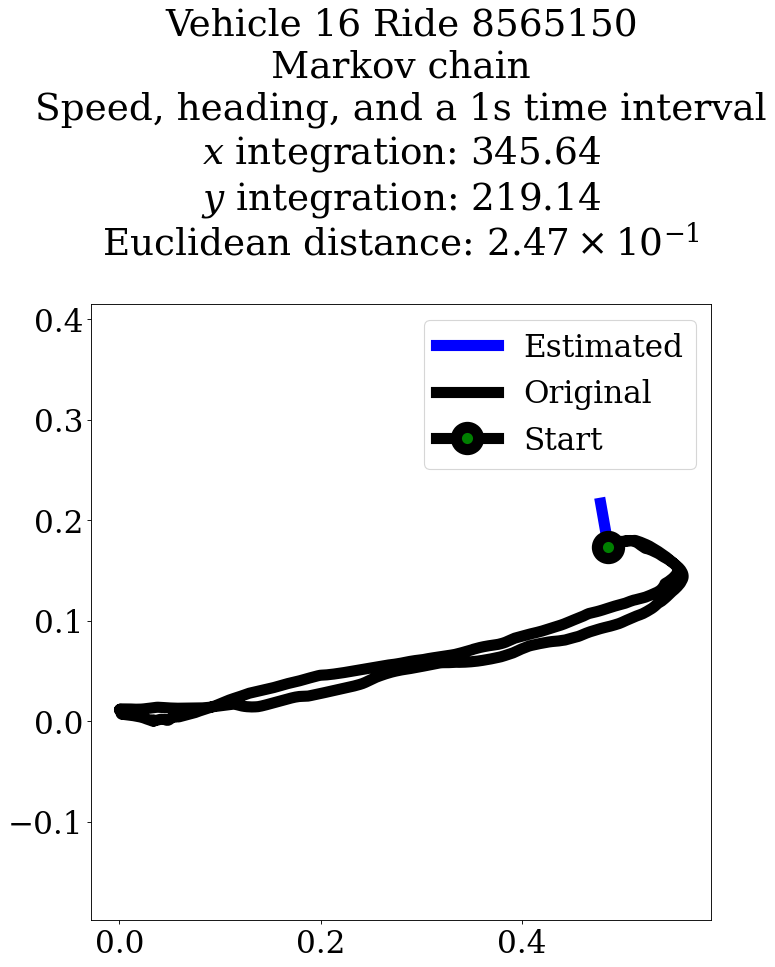 Vehicle 16 Ride 8565150
Markov chain
Speed, heading, and a 1s time interval
x integration: 345.64
y integration: 219.14
Euclidean distance: 2.47 × 10⁻¹
0.4
Estimated
0.3
Original
Start
0.2
0.1
0.0
−0.1
0.0 0.2 0.4